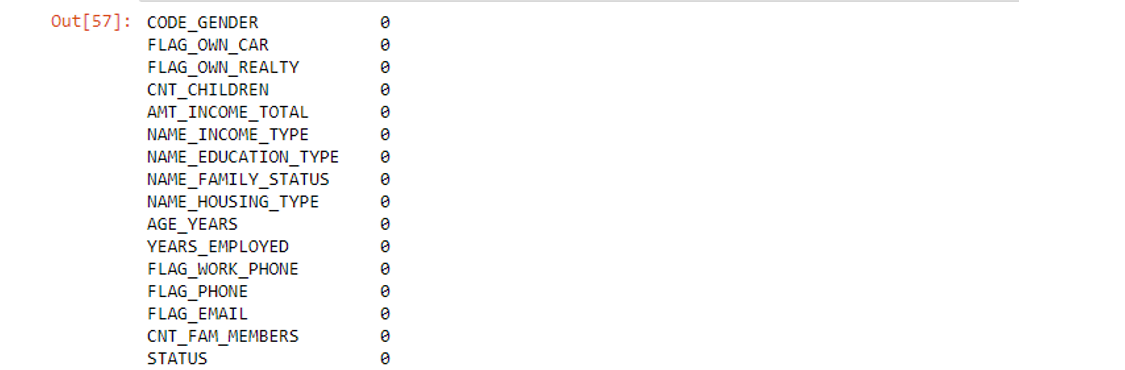 Out[57]: CODE_GENDER 0
FLAG_OWN_CAR 0
FLAG_OWN_REALTY 0
CNT_CHILDREN 0
AMT_INCOME_TOTAL 0
NAME_INCOME_TYPE 0
NAME_EDUCATION_TYPE 0
NAME_FAMILY_STATUS 0
NAME_HOUSING_TYPE 0
AGE_YEARS 0
YEARS_EMPLOYED 0
FLAG_WORK_PHONE 0
FLAG_PHONE 0
FLAG_EMAIL 0
CNT_FAM_MEMBERS 0
STATUS 0